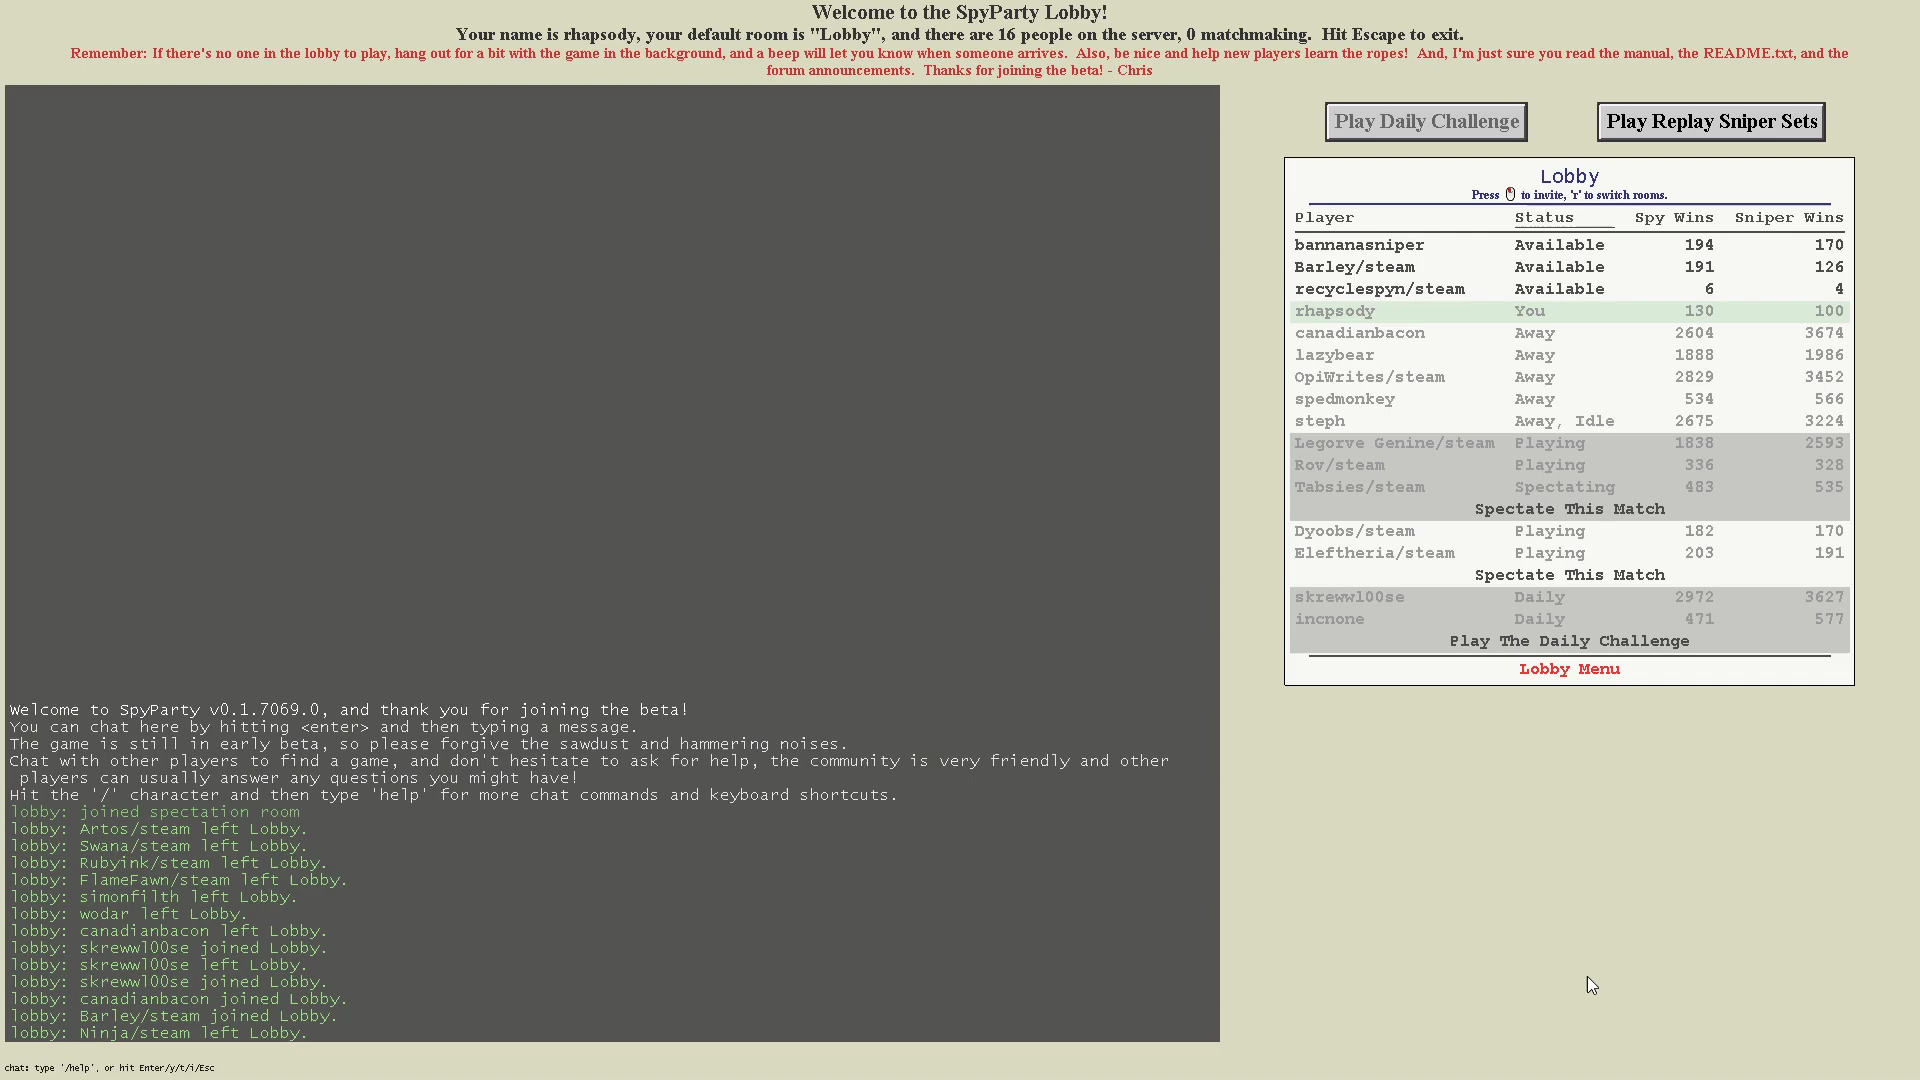 Welcome to the SpyParty Lobby!
Your name is rhapsody, your default room is "Lobby", and there are 16 people on the server, 0 matchmaking.  Hit Escape to exit.
Remember: If there's no one in the lobby to play, hang out for a bit with the game in the background, and a beep will let you know when someone arrives.  Also, be nice and help new players learn the ropes!  And, I'm just sure you read the manual, the README.txt, and the
forum announcements.  Thanks for joining the beta! - Chris
Play Daily Challenge
Play Replay Sniper Sets
Lobby
Press to invite, 'r' to switch rooms.
Player Status Spy Wins Sniper Wins
bannanasniper Available 194 170
Barley/steam Available 191 126
recyclespyn/steam Available 6 4
rhapsody You 130 100
canadianbacon Away 2604 3674
lazybear Away 1888 1986
OpiWrites/steam Away 2829 3452
spedmonkey Away 534 566
steph Away, Idle 2675 3224
Legorve Genine/steam Playing 1838 2593
Rov/steam Playing 336 328
Tabsies/steam Spectating 483 535
Spectate This Match
Dyoobs/steam Playing 182 170
Eleftheria/steam Playing 203 191
Spectate This Match
skrewwl00se Daily 2972 3627
incnone Daily 471 577
Play The Daily Challenge
Lobby Menu
Welcome to SpyParty v0.1.7069.0, and thank you for joining the beta!
You can chat here by hitting <enter> and then typing a message.
The game is still in early beta, so please forgive the sawdust and hammering noises.
Chat with other players to find a game, and don't hesitate to ask for help, the community is very friendly and other
players can usually answer any questions you might have!
Hit the '/' character and then type 'help' for more chat commands and keyboard shortcuts.
lobby: joined spectation room
lobby: Artos/steam left Lobby.
lobby: Swana/steam left Lobby.
lobby: Rubyink/steam left Lobby.
lobby: FlameFawn/steam left Lobby.
lobby: simonfilth left Lobby.
lobby: wodar left Lobby.
lobby: canadianbacon left Lobby.
lobby: skrewwl00se joined Lobby.
lobby: skrewwl00se left Lobby.
lobby: skrewwl00se joined Lobby.
lobby: canadianbacon joined Lobby.
lobby: Barley/steam joined Lobby.
lobby: Ninja/steam left Lobby.
chat: type '/help', or hit Enter/y/t/i/Esc